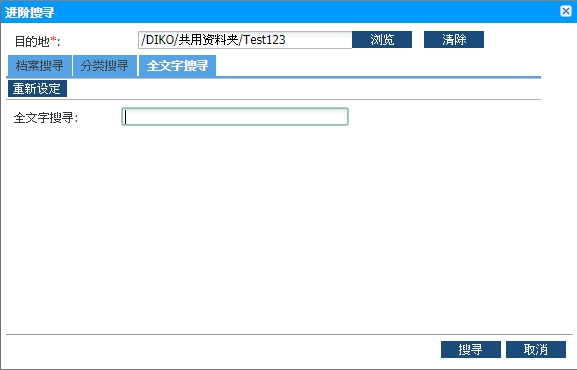 进阶搜寻
目的地*: /DIKO/共用资料夹/Test123 浏览 清除
档案搜寻 分类搜寻 全文字搜寻
重新设定
全文字搜寻:
搜寻 取消